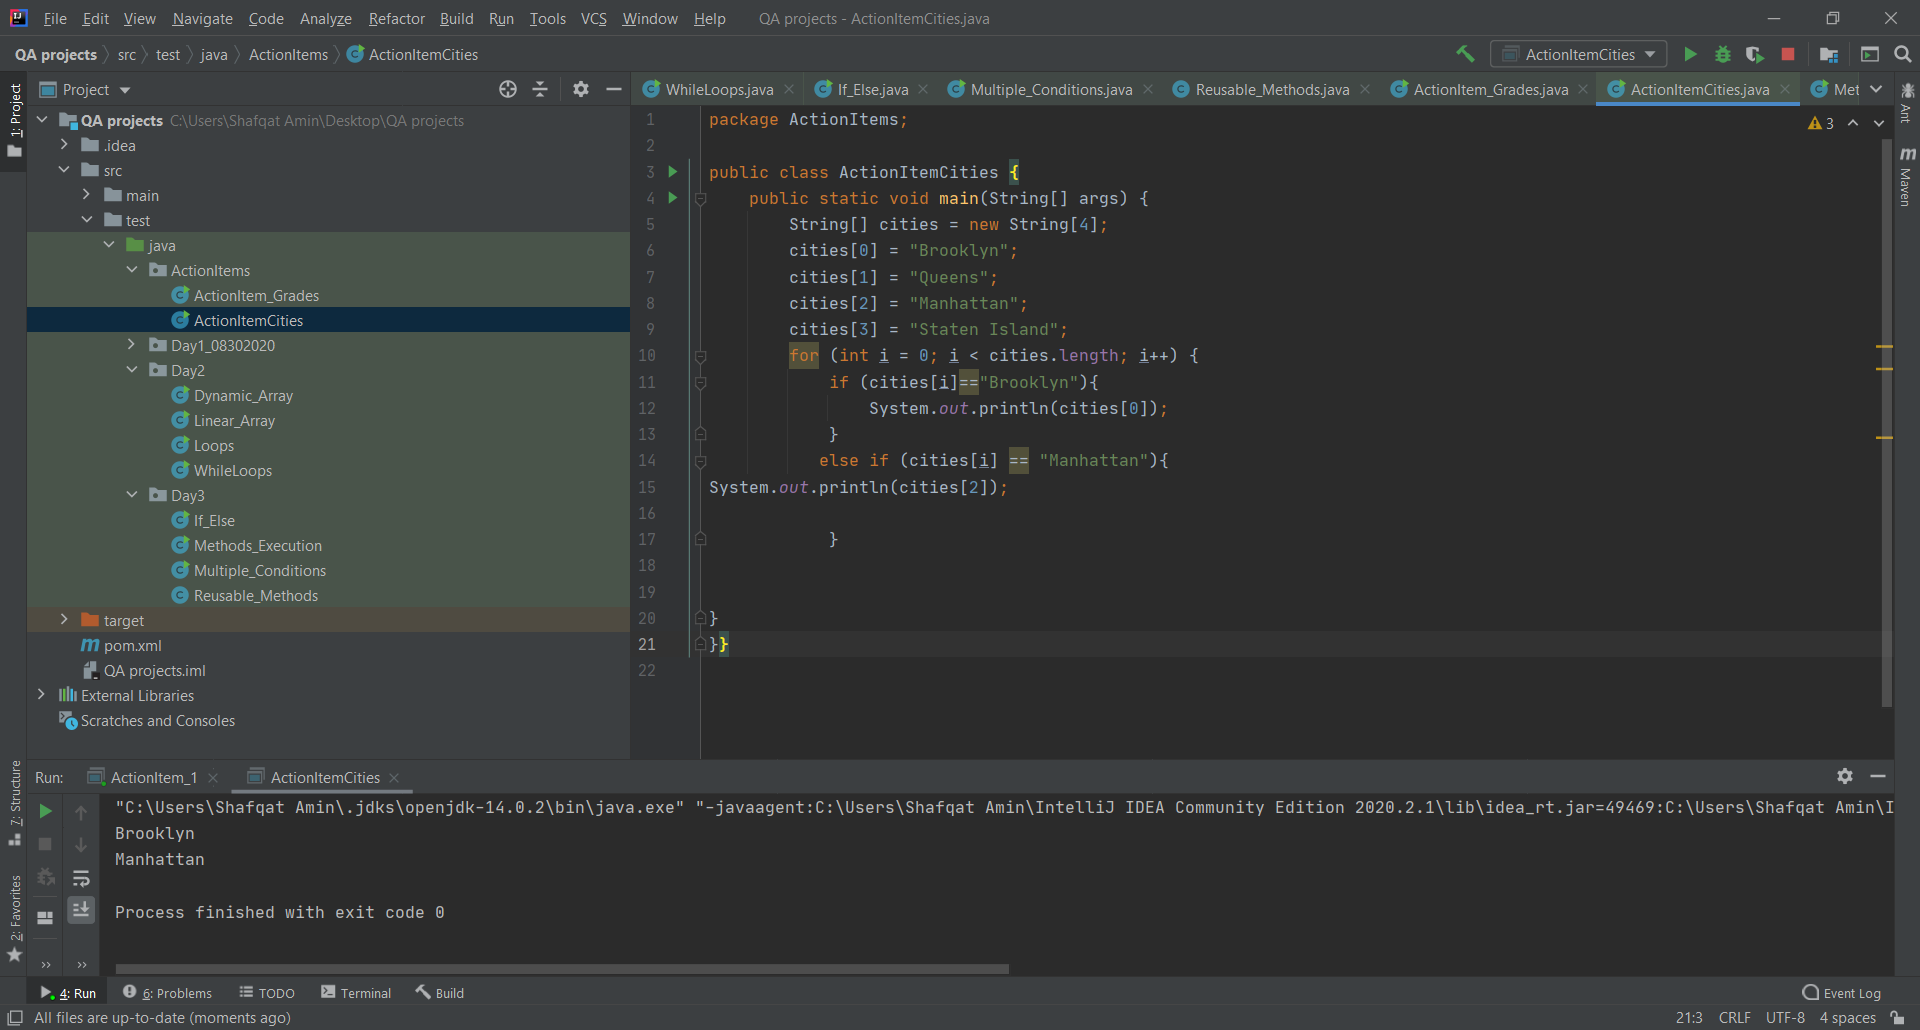 File Edit View Navigate Code Analyze Refactor Build Run Tools VCS Window Help QA projects - ActionItemCities.java
QA projects src test java ActionItems ActionItemCities
ActionItemCities
1: Project
Project
WhileLoops.java If_Else.java Multiple_Conditions.java Reusable_Methods.java ActionItem_Grades.java ActionItemCities.java Met
QA projects C:\Users\Shafqat Amin\Desktop\QA projects
.idea
src
main
test
java
ActionItems
ActionItem_Grades
ActionItemCities
Day1_08302020
Day2
Dynamic_Array
Linear_Array
Loops
WhileLoops
Day3
If_Else
Methods_Execution
Multiple_Conditions
Reusable_Methods
target
pom.xml
QA projects.iml
External Libraries
Scratches and Consoles
3
Ant
Maven
1 package ActionItems;
2
3 public class ActionItemCities {
4 public static void main(String[] args) {
5 String[] cities = new String[4];
6 cities[0] = "Brooklyn";
7 cities[1] = "Queens";
8 cities[2] = "Manhattan";
9 cities[3] = "Staten Island";
10 for (int i = 0; i < cities.length; i++) {
11 if (cities[i]=="Brooklyn"){
12 System.out.println(cities[0]);
13 }
14 else if (cities[i] == "Manhattan"){
15 System.out.println(cities[2]);
16
17 }
18
19
20 }
21 }}
22
7: Structure
2: Favorites
Run: ActionItem_1 ActionItemCities
"C:\Users\Shafqat Amin\.jdks\openjdk-14.0.2\bin\java.exe" "-javaagent:C:\Users\Shafqat Amin\IntelliJ IDEA Community Edition 2020.2.1\lib\idea_rt.jar=49469:C:\Users\Shafqat Amin\I
Brooklyn
Manhattan
Process finished with exit code 0
4: Run 6: Problems TODO Terminal Build Event Log
All files are up-to-date (moments ago) 21:3 CRLF UTF-8 4 spaces